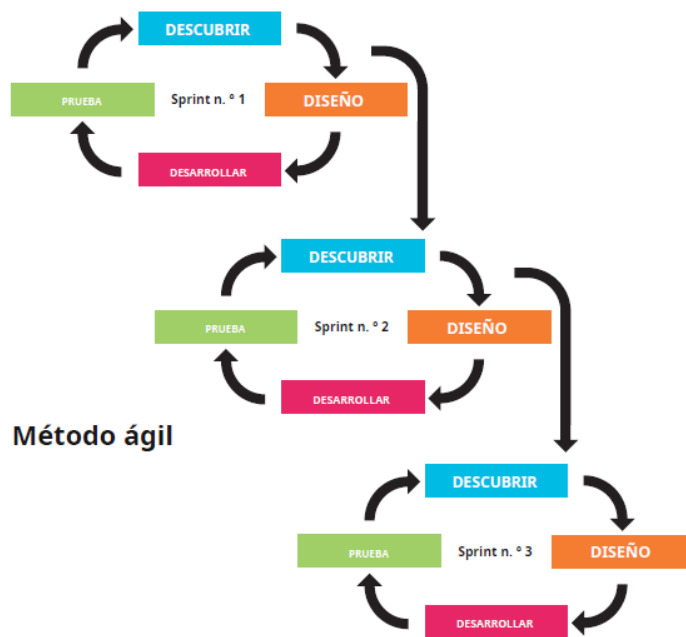 DESCUBRIR
PRUEBA
Sprint n. º 1
DISEÑO
DESARROLLAR
DESCUBRIR
PRUEBA
Sprint n. º 2
DISEÑO
DESARROLLAR
Método ágil
DESCUBRIR
PRUEBA
Sprint n. º 3
DISEÑO
DESARROLLAR